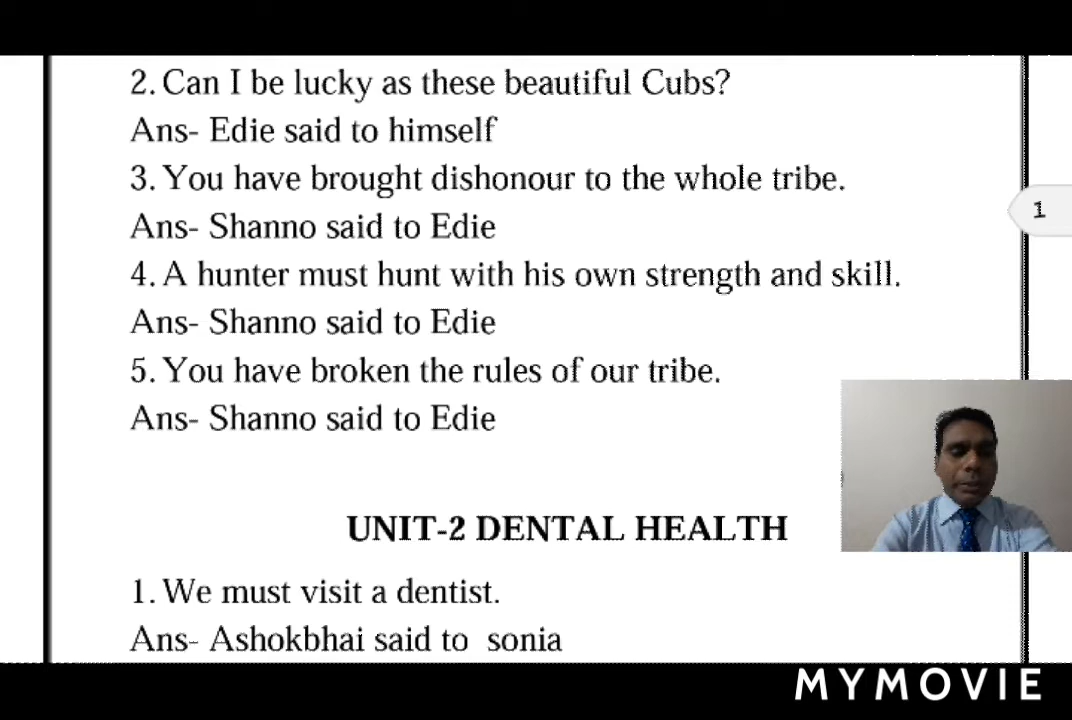 2. Can I be lucky as these beautiful Cubs?
Ans- Edie said to himself
3. You have brought dishonour to the whole tribe.
Ans- Shanno said to Edie
4. A hunter must hunt with his own strength and skill.
Ans- Shanno said to Edie
5. You have broken the rules of our tribe.
Ans- Shanno said to Edie
UNIT-2 DENTAL HEALTH
1. We must visit a dentist.
Ans- Ashokbhai said to sonia
1
MYMOVIE